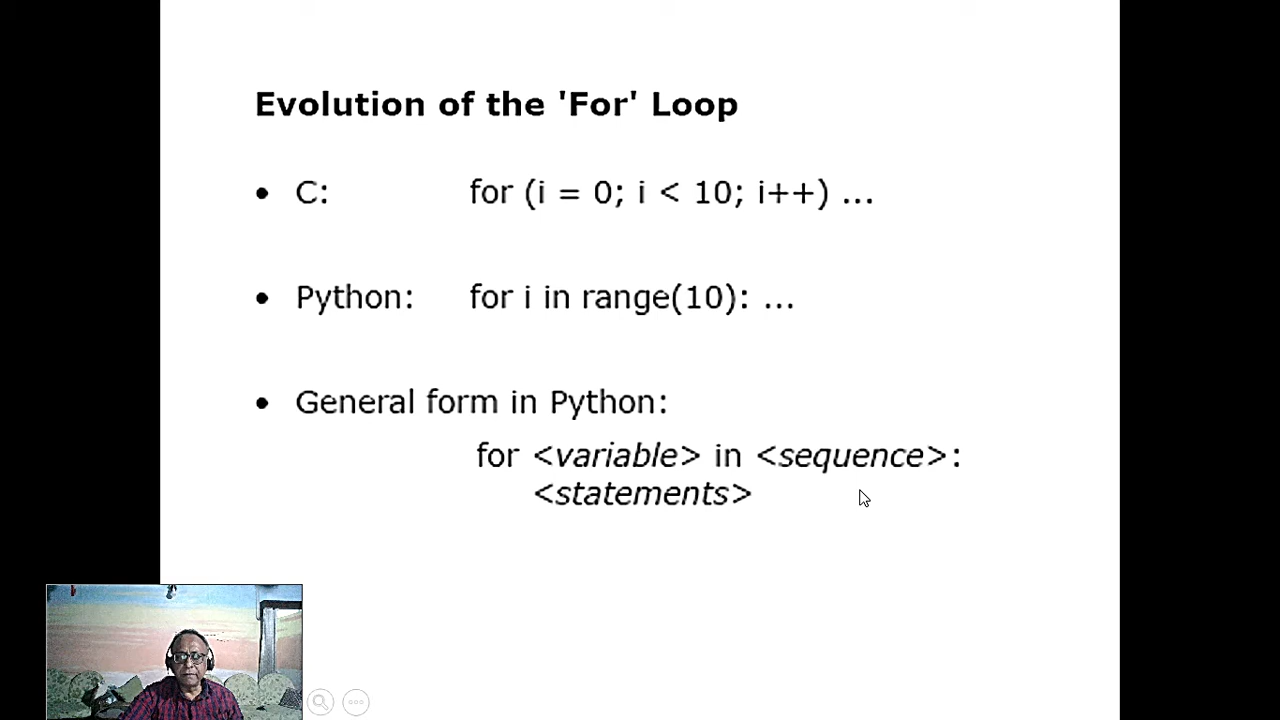 Evolution of the 'For' Loop
• C: for (i = 0; i < 10; i++) ...
• Python: for i in range(10): ...
• General form in Python:
for <variable> in <sequence>:
<statements>